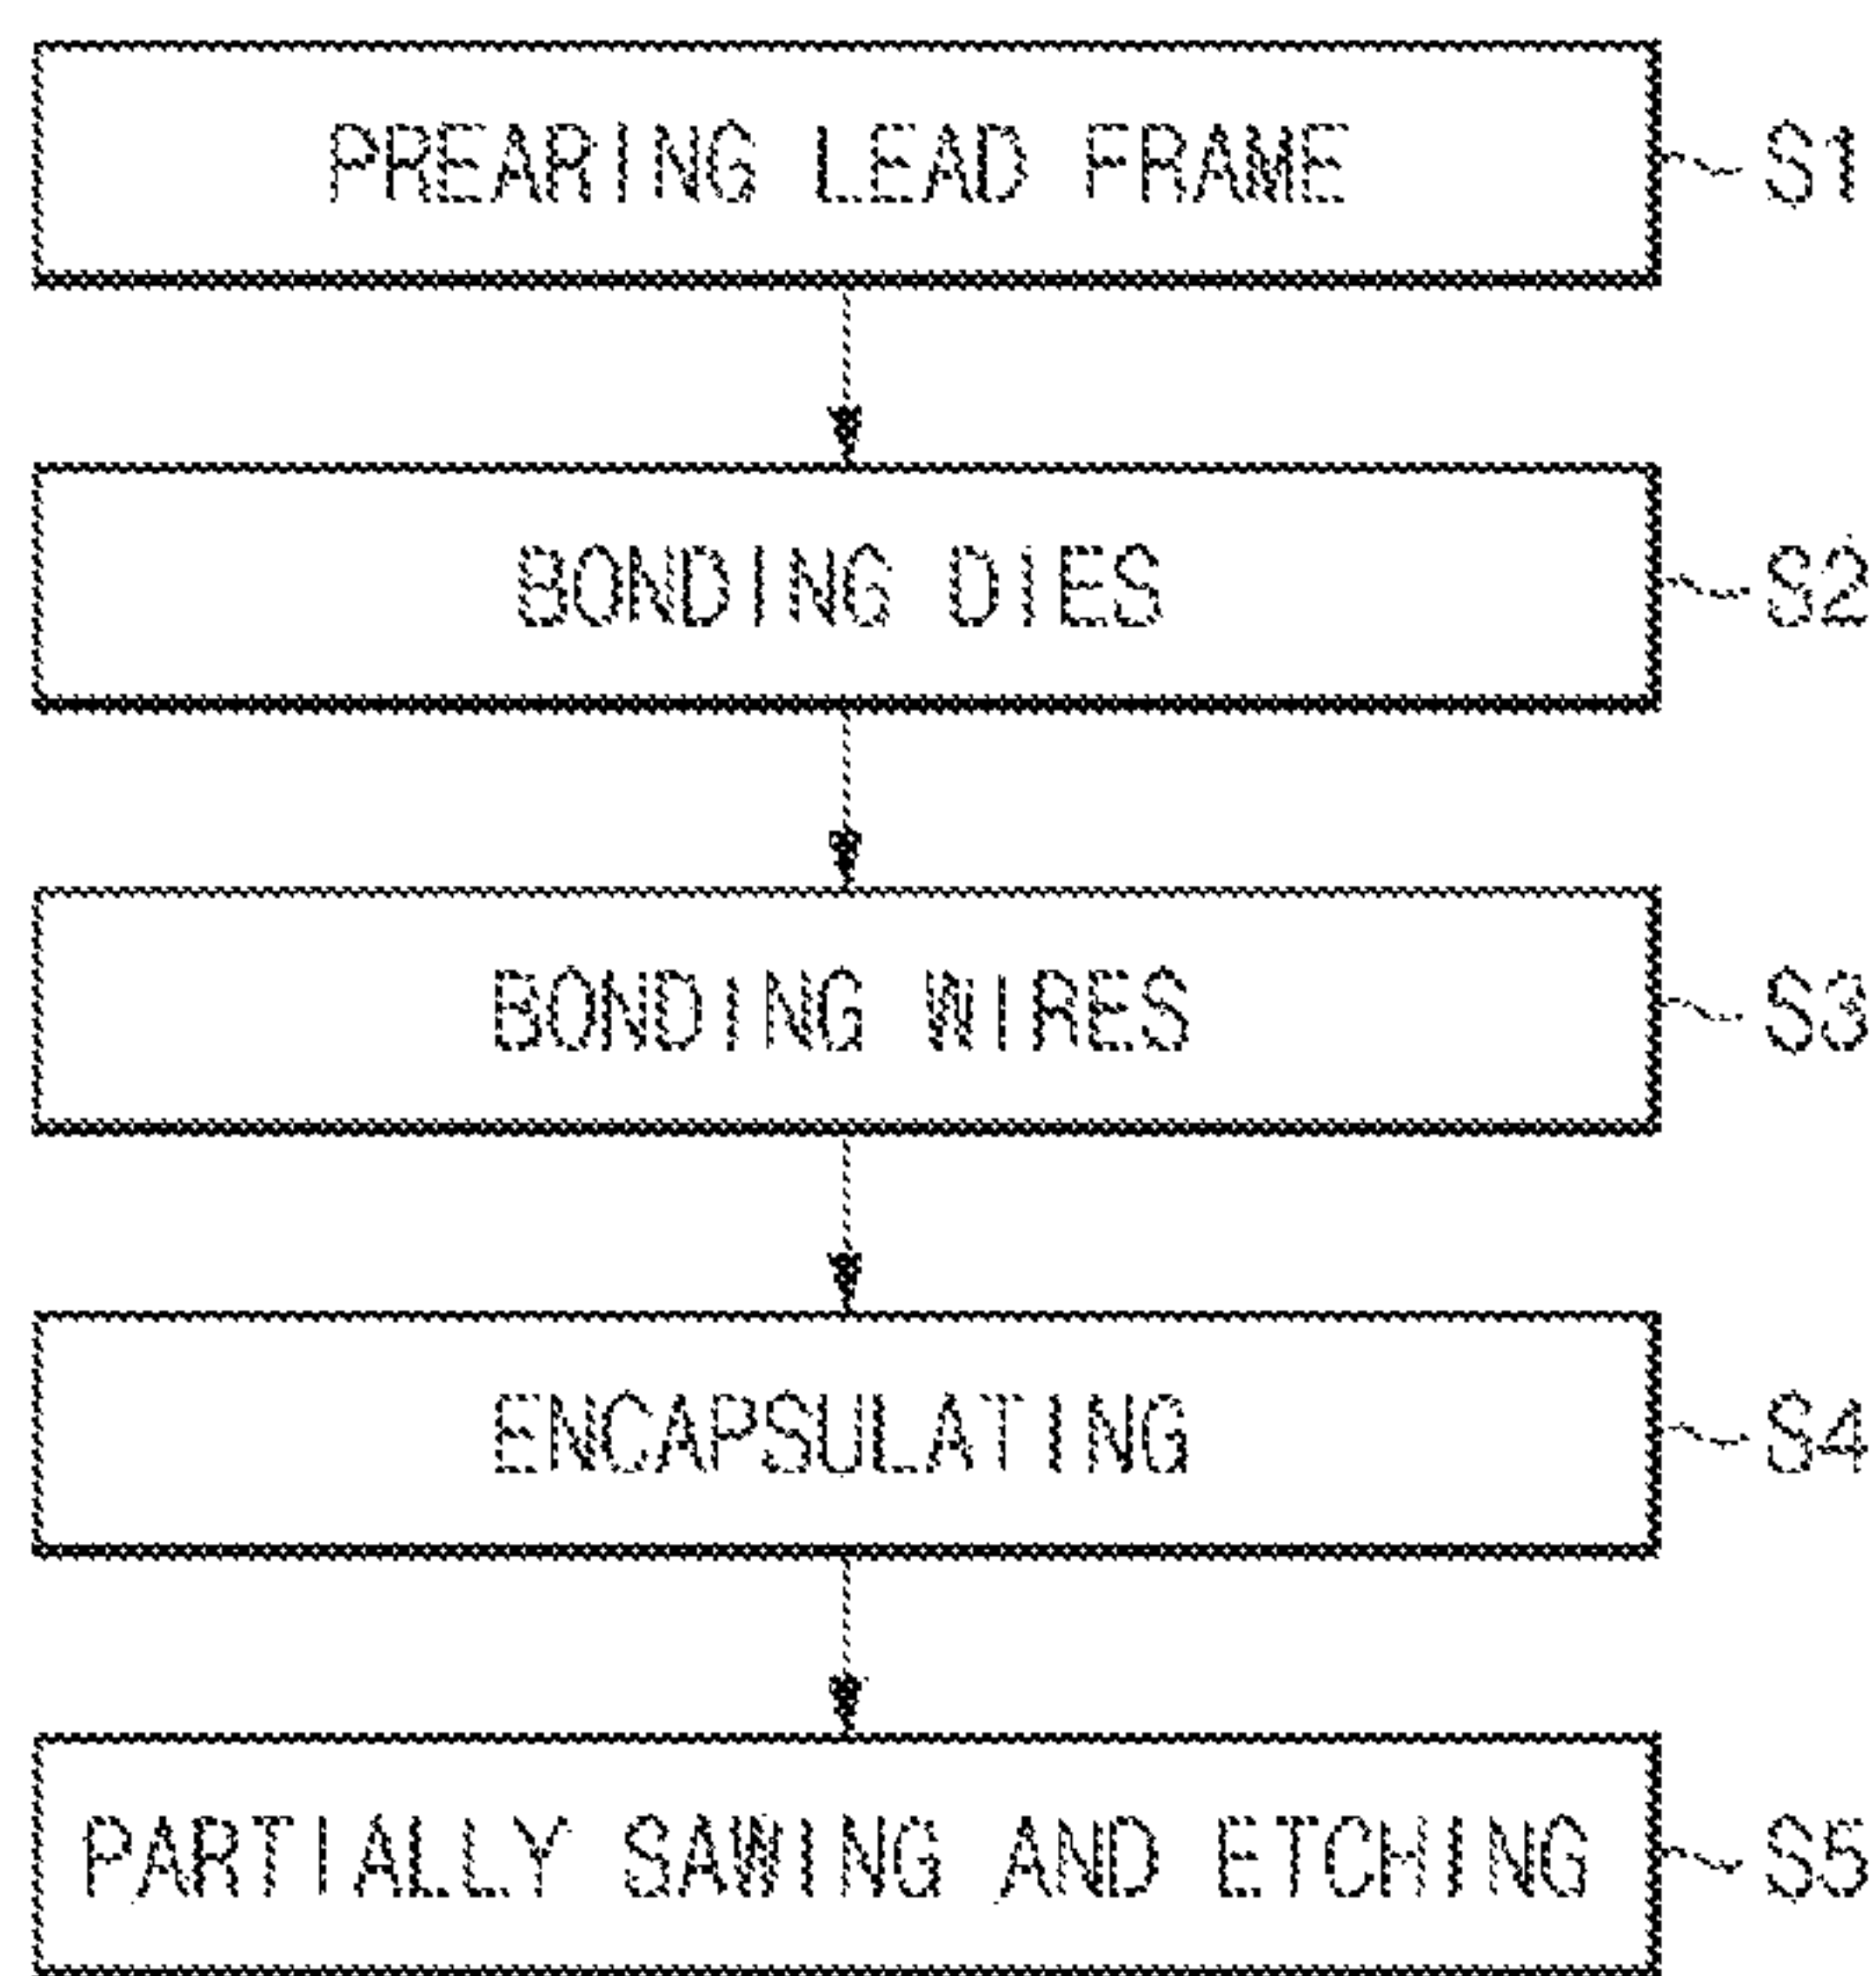 PREARING LEAD FRAME S1
BONDING DIES S2
BONDING WIRES S3
ENCAPSULATING S4
PARTIALLY SAWING AND ETCHING S5